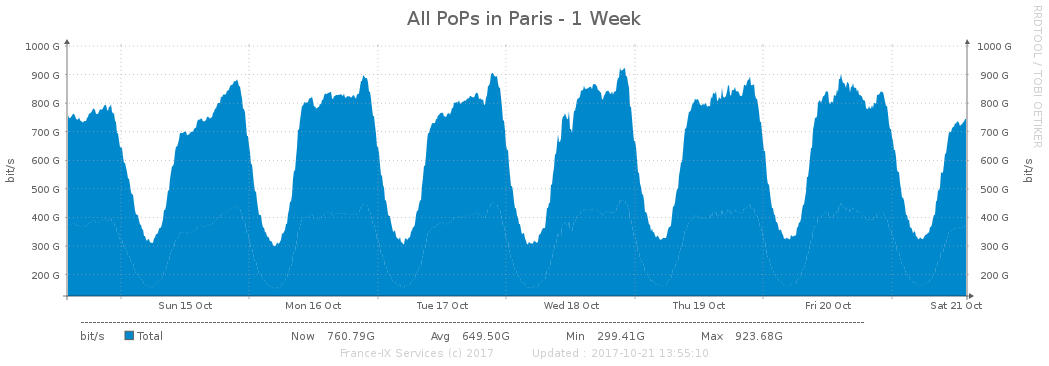 All PoPs in Paris - 1 Week
RRDTOOL / TOBI OETIKER
1000 G 1000 G
900 G 900 G
800 G 800 G
700 G 700 G
600 G 600 G
500 G 500 G
400 G 400 G
300 G 300 G
200 G 200 G
bit/s bit/s
Sun 15 Oct Mon 16 Oct Tue 17 Oct Wed 18 Oct Thu 19 Oct Fri 20 Oct Sat 21 Oct
bit/s Total Now 760.79G Avg 649.50G Min 299.41G Max 923.68G
France-IX Services (c) 2017 Updated : 2017-10-21 13:55:10